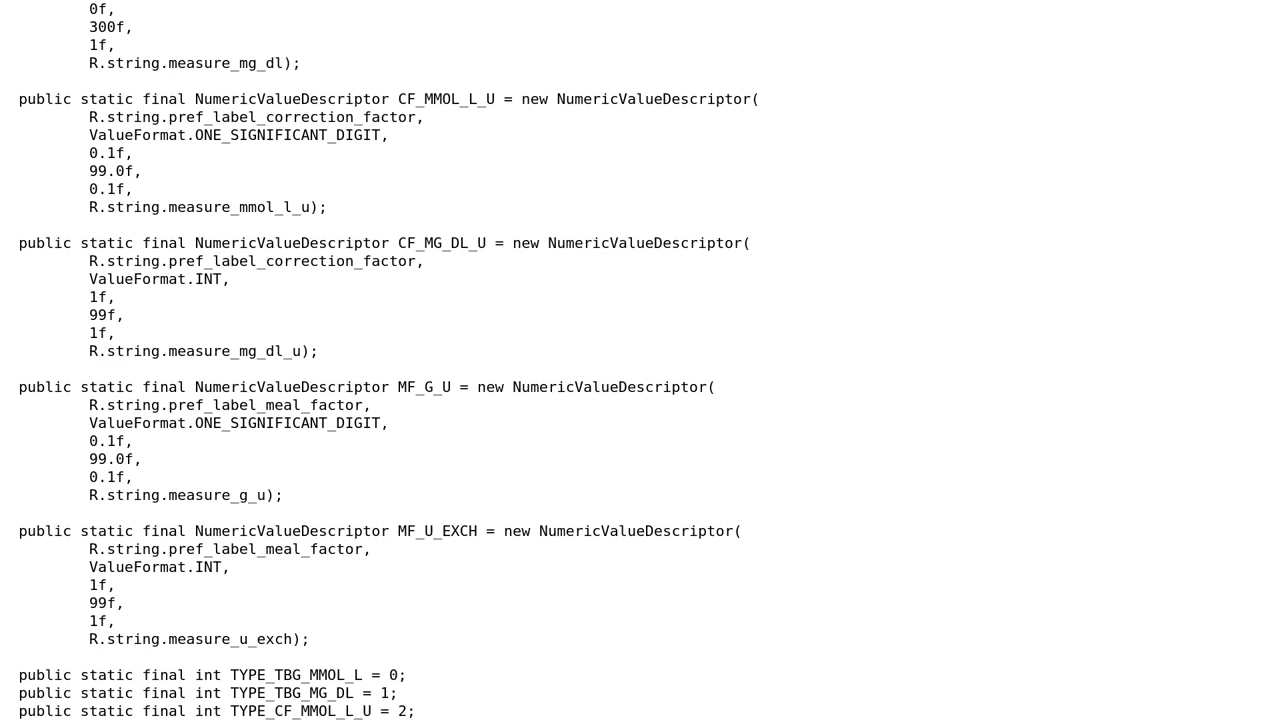 0f,
300f,
1f,
R.string.measure_mg_dl);
public static final NumericValueDescriptor CF_MMOL_L_U = new NumericValueDescriptor(
R.string.pref_label_correction_factor,
ValueFormat.ONE_SIGNIFICANT_DIGIT,
0.1f,
99.0f,
0.1f,
R.string.measure_mmol_l_u);
public static final NumericValueDescriptor CF_MG_DL_U = new NumericValueDescriptor(
R.string.pref_label_correction_factor,
ValueFormat.INT,
1f,
99f,
1f,
R.string.measure_mg_dl_u);
public static final NumericValueDescriptor MF_G_U = new NumericValueDescriptor(
R.string.pref_label_meal_factor,
ValueFormat.ONE_SIGNIFICANT_DIGIT,
0.1f,
99.0f,
0.1f,
R.string.measure_g_u);
public static final NumericValueDescriptor MF_U_EXCH = new NumericValueDescriptor(
R.string.pref_label_meal_factor,
ValueFormat.INT,
1f,
99f,
1f,
R.string.measure_u_exch);
public static final int TYPE_TBG_MMOL_L = 0;
public static final int TYPE_TBG_MG_DL = 1;
public static final int TYPE_CF_MMOL_L_U = 2;